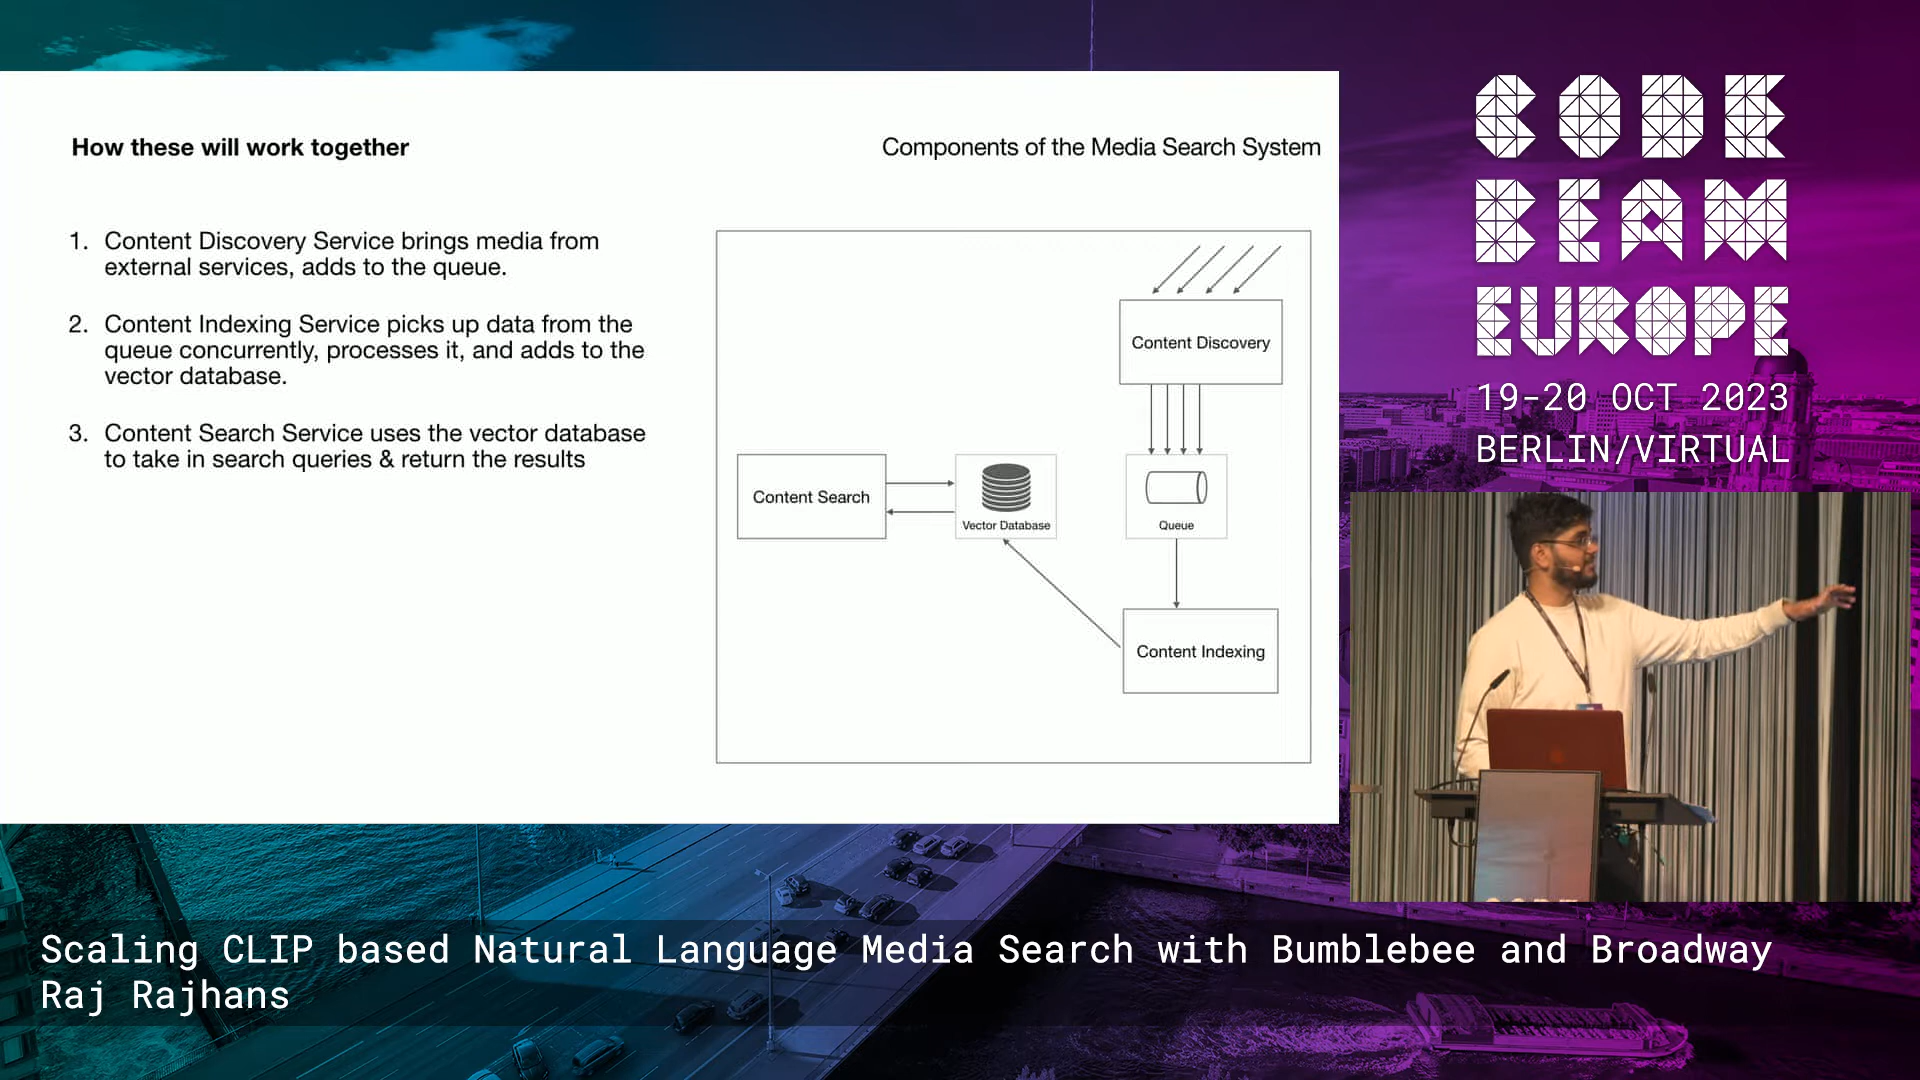 How these will work together
Components of the Media Search System
1. Content Discovery Service brings media from
external services, adds to the queue.
2. Content Indexing Service picks up data from the
queue concurrently, processes it, and adds to the
vector database.
3. Content Search Service uses the vector database
to take in search queries & return the results
Content Discovery
Content Search
Vector Database
Queue
Content Indexing
CODE
BEAM
EUROPE
19-20 OCT 2023
BERLIN/VIRTUAL
Scaling CLIP based Natural Language Media Search with Bumblebee and Broadway
Raj Rajhans